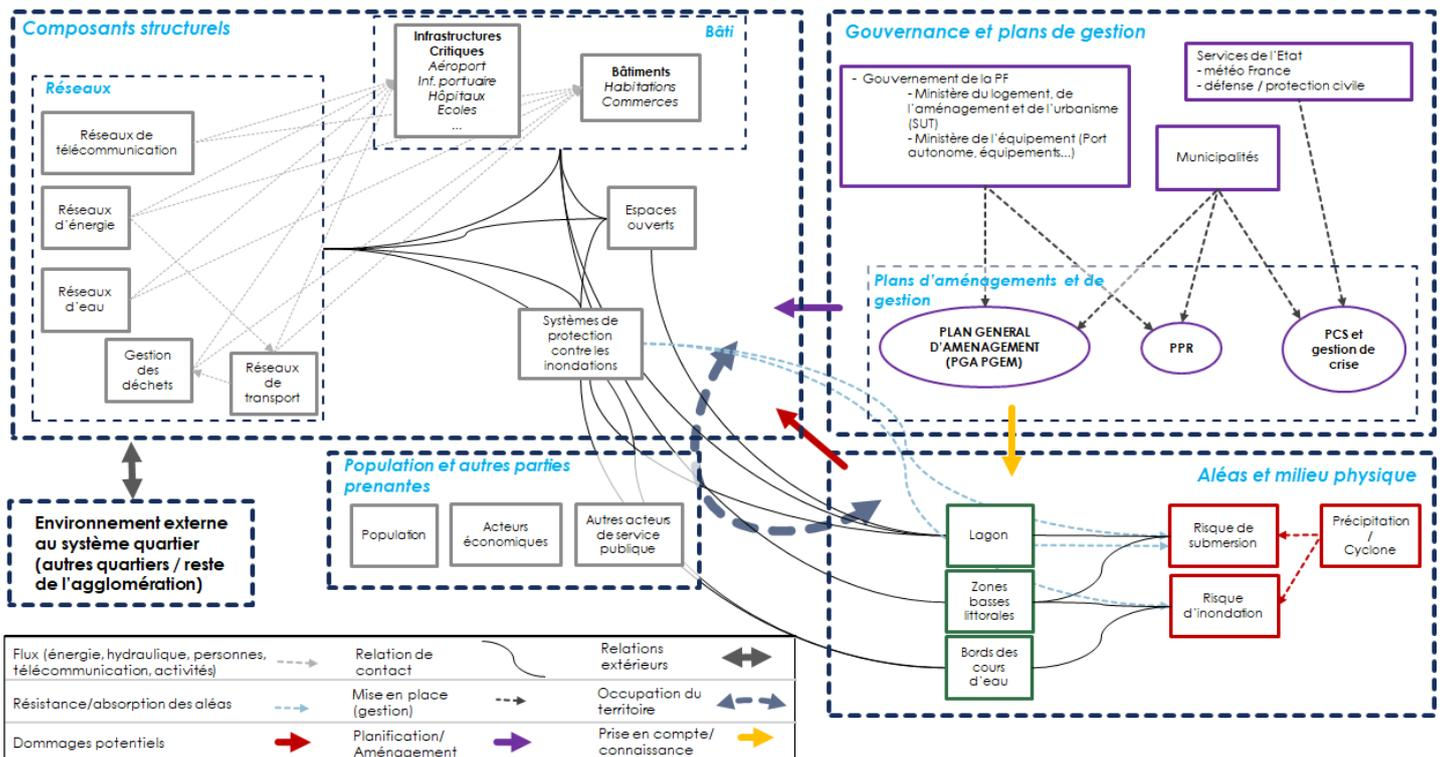 Composants structurels
Bâti
Infrastructures
Critiques
Aéroport
Inf. portuaire
Hôpitaux
Ecoles
...
Bâtiments
Habitations
Commerces
Réseaux
Réseaux de
télécommunication
Réseaux
d'énergie
Réseaux
d'eau
Gestion
des
déchets
Réseaux
de
transport
Espaces
ouverts
Systèmes de
protection
contre les
inondations
Gouvernance et plans de gestion
- Gouvernement de la PF
- Ministère du logement, de
l'aménagement et de l'urbanisme
(SUT)
- Ministère de l'équipement (Port
autonome, équipements...)
Services de l'Etat
- météo France
- défense / protection civile
Municipalités
Plans d'aménagements et de
gestion
PLAN GENERAL
D'AMENAGEMENT
(PGA PGEM)
PPR
PCS et
gestion de
crise
Population et autres parties
prenantes
Population
Acteurs
économiques
Autres acteurs
de service
publique
Environnement externe
au système quartier
(autres quartiers / reste
de l'agglomération)
Aléas et milieu physique
Lagon
Zones
basses
littorales
Bords des
cours
d'eau
Risque de
submersion
Risque
d'inondation
Précipitation
/
Cyclone
Flux (énergie, hydraulique, personnes,
télécommunication, activités)
Relation de
contact
Relations
extérieurs
Résistance/absorption des aléas
Mise en place
(gestion)
Occupation du
territoire
Dommages potentiels
Planification/
Aménagement
Prise en compte/
connaissance